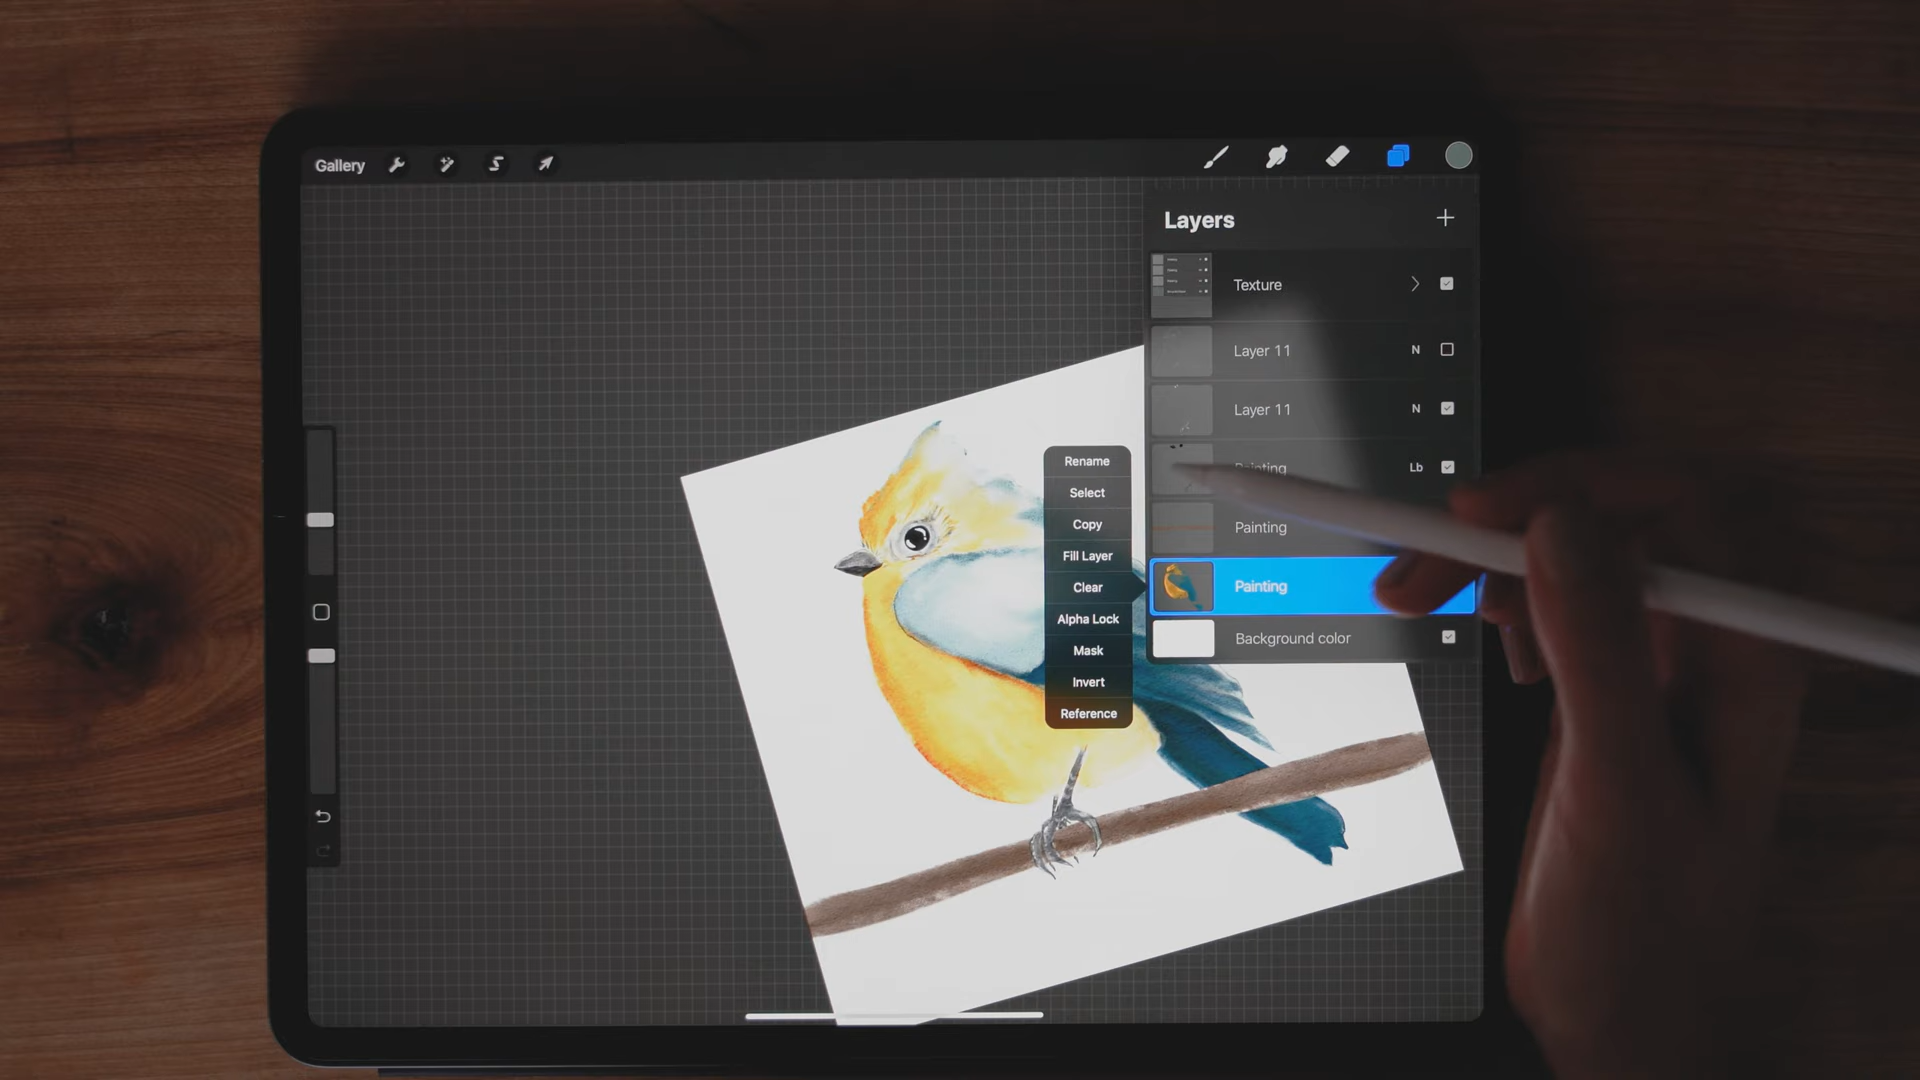 Gallery
Layers
Texture
Layer 11 N
Layer 11 N
Painting Lb
Painting
Painting
Background color
Rename
Select
Copy
Fill Layer
Clear
Alpha Lock
Mask
Invert
Reference